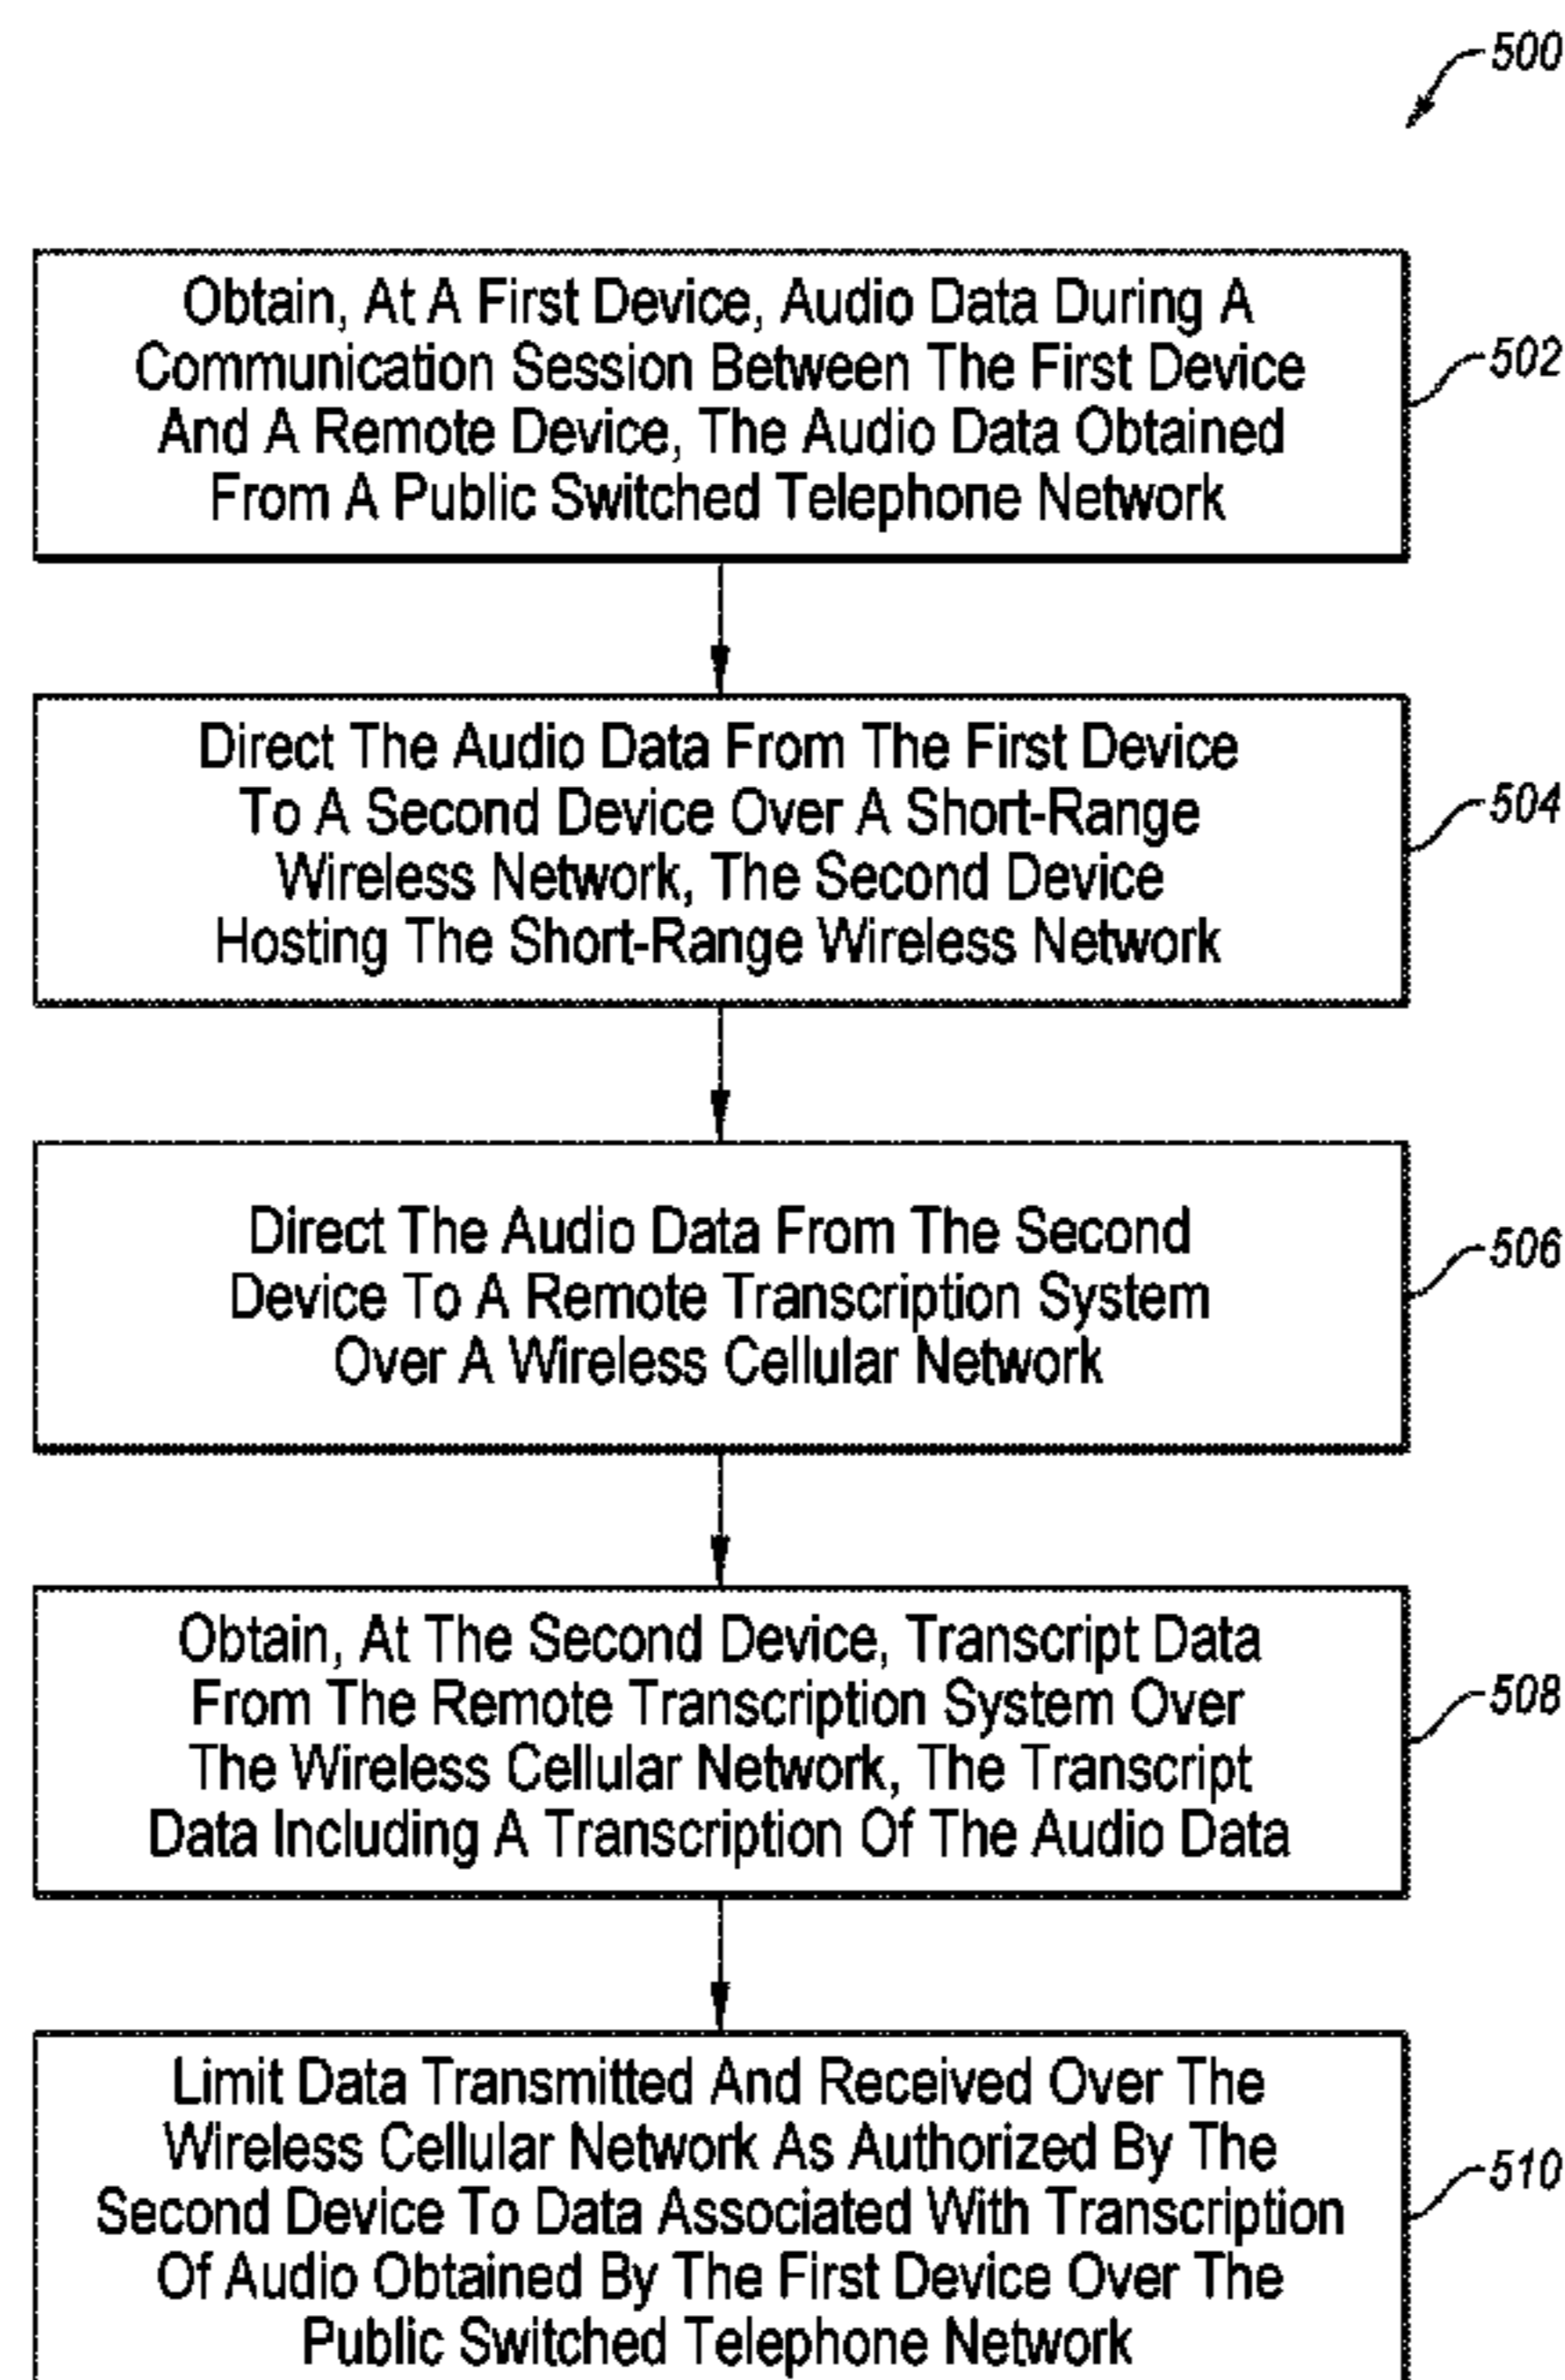 500
Obtain, At A First Device, Audio Data During A
Communication Session Between The First Device
And A Remote Device, The Audio Data Obtained
From A Public Switched Telephone Network
502
Direct The Audio Data From The First Device
To A Second Device Over A Short-Range
Wireless Network, The Second Device
Hosting The Short-Range Wireless Network
504
Direct The Audio Data From The Second
Device To A Remote Transcription System
Over A Wireless Cellular Network
506
Obtain, At The Second Device, Transcript Data
From The Remote Transcription System Over
The Wireless Cellular Network, The Transcript
Data Including A Transcription Of The Audio Data
508
Limit Data Transmitted And Received Over The
Wireless Cellular Network As Authorized By The
Second Device To Data Associated With Transcription
Of Audio Obtained By The First Device Over The
Public Switched Telephone Network
510